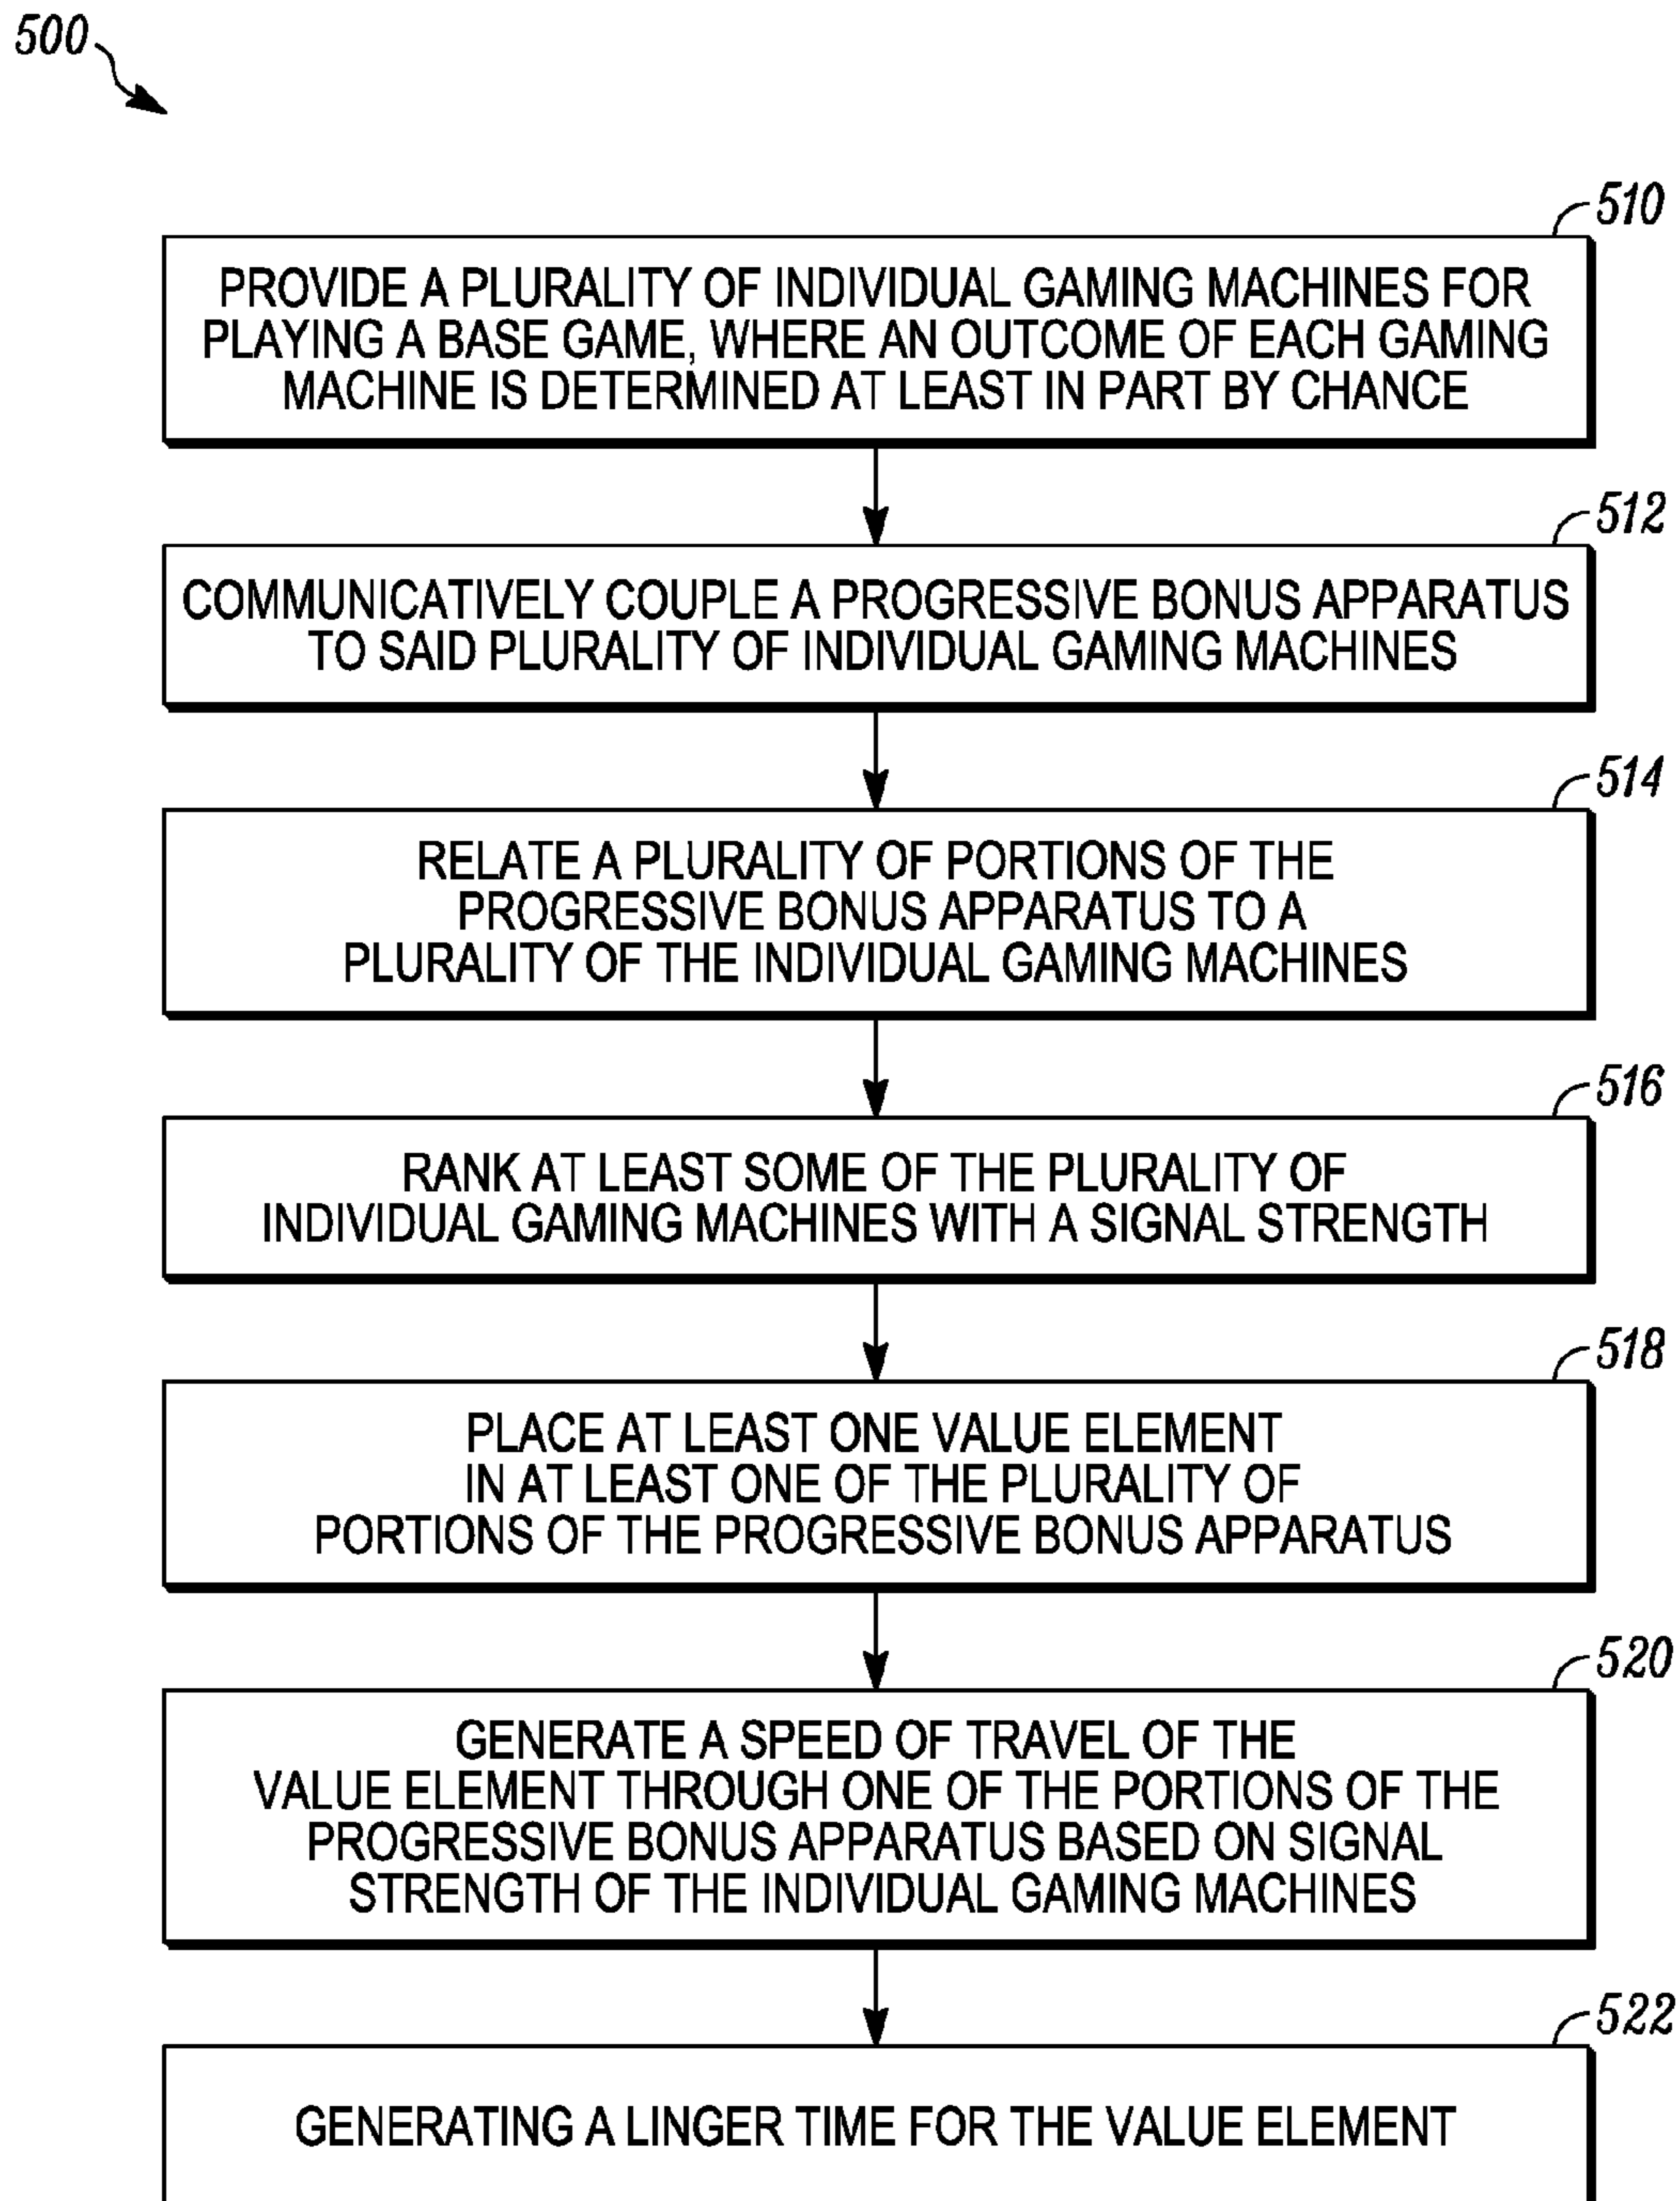 500
510
PROVIDE A PLURALITY OF INDIVIDUAL GAMING MACHINES FOR
PLAYING A BASE GAME, WHERE AN OUTCOME OF EACH GAMING
MACHINE IS DETERMINED AT LEAST IN PART BY CHANCE
512
COMMUNICATIVELY COUPLE A PROGRESSIVE BONUS APPARATUS
TO SAID PLURALITY OF INDIVIDUAL GAMING MACHINES
514
RELATE A PLURALITY OF PORTIONS OF THE
PROGRESSIVE BONUS APPARATUS TO A
PLURALITY OF THE INDIVIDUAL GAMING MACHINES
516
RANK AT LEAST SOME OF THE PLURALITY OF
INDIVIDUAL GAMING MACHINES WITH A SIGNAL STRENGTH
518
PLACE AT LEAST ONE VALUE ELEMENT
IN AT LEAST ONE OF THE PLURALITY OF
PORTIONS OF THE PROGRESSIVE BONUS APPARATUS
520
GENERATE A SPEED OF TRAVEL OF THE
VALUE ELEMENT THROUGH ONE OF THE PORTIONS OF THE
PROGRESSIVE BONUS APPARATUS BASED ON SIGNAL
STRENGTH OF THE INDIVIDUAL GAMING MACHINES
522
GENERATING A LINGER TIME FOR THE VALUE ELEMENT